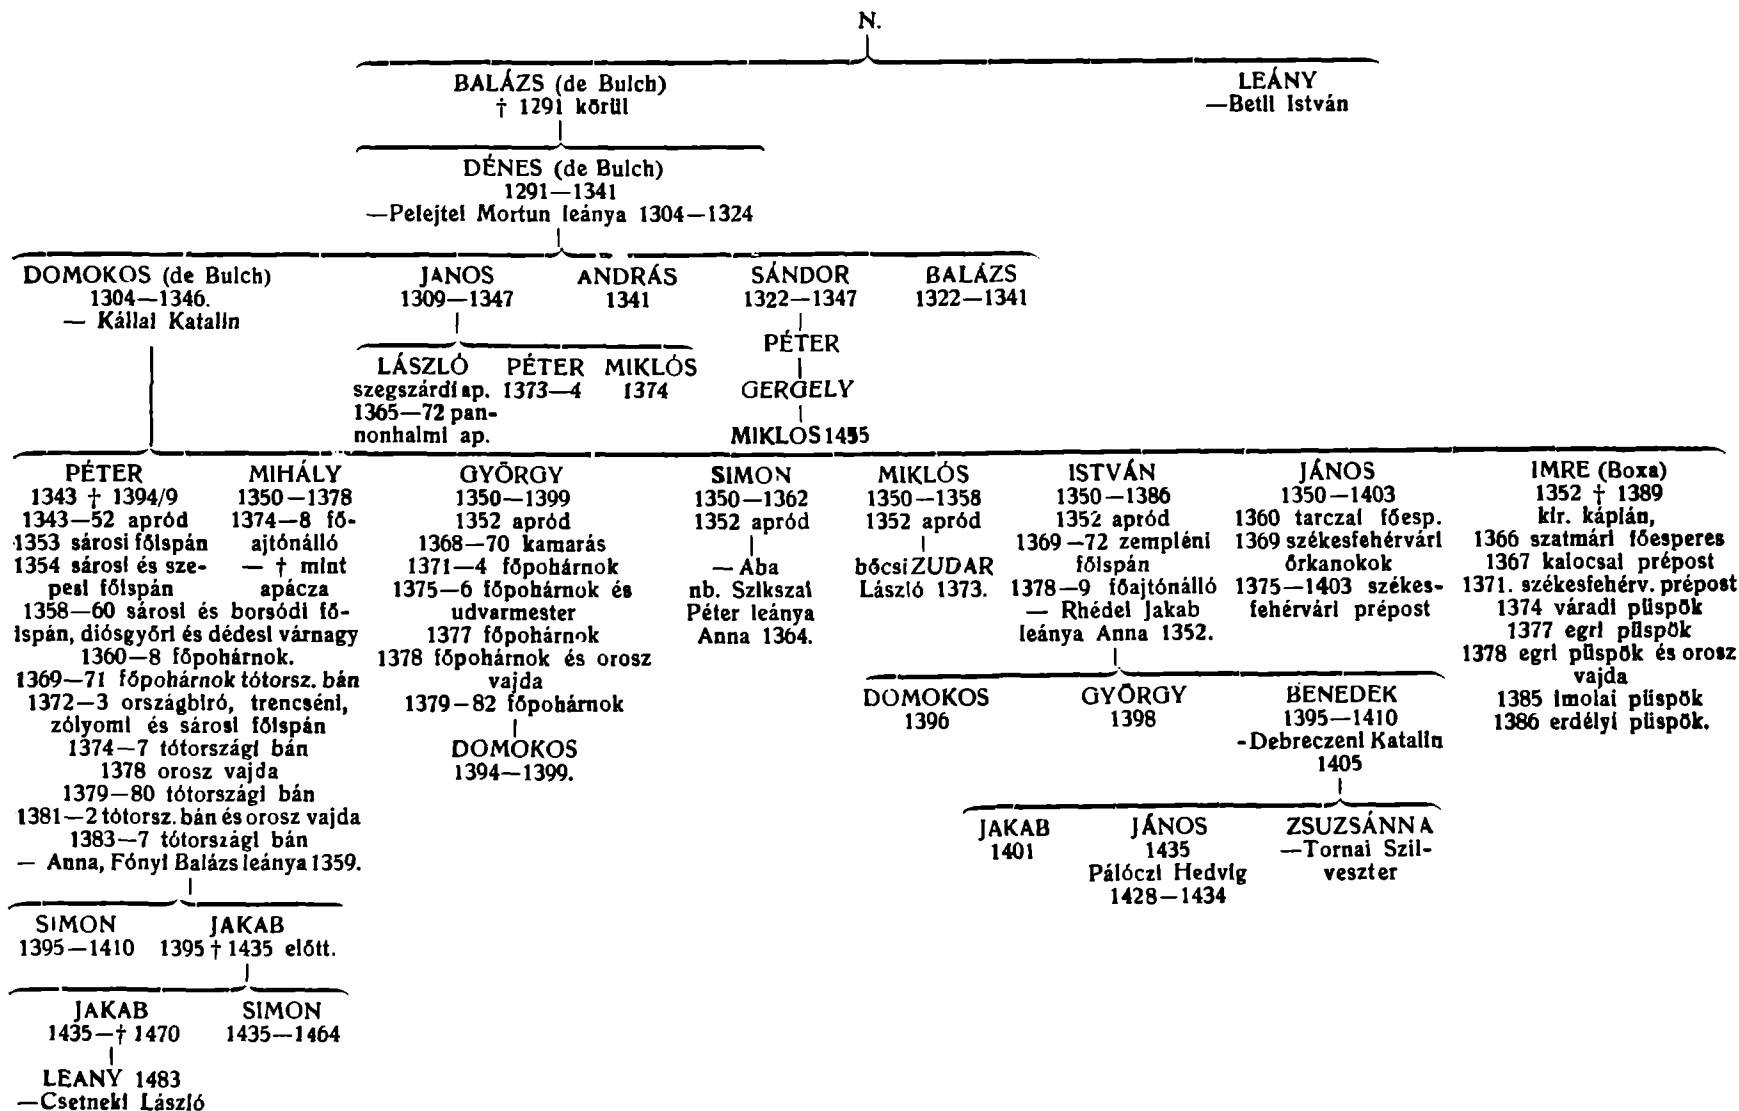 N.
BALÁZS (de Bulch)
† 1291 körül
LEÁNY
—Betli István
DÉNES (de Bulch)
1291—1341
—Pelejtei Mortun leánya 1304—1324
DOMOKOS (de Bulch)
1304—1346.
— Kállai Katalin
JANOS
1309—1347
ANDRÁS
1341
SÁNDOR
1322—1347
BALÁZS
1322—1341
LÁSZLÓ
szegszárdi ap.
1365—72 pan-
nonhalmi ap.
PÉTER
1373—4
MIKLÓS
1374
PÉTER
GERGELY
MIKLOS 1455
PÉTER
1343 † 1394/9
1343—52 apród
1353 sárosi főispán
1354 sárosi és sze-
pesi főispán
1358—60 sárosi és borsódi fő-
ispán, diósgyőri és dédesi várnagy
1360—8 főpohárnok.
1369—71 főpohárnok tótorsz. bán
1372—3 országbiró, trencséni,
zólyomi és sárosi főispán
1374—7 tótországi bán
1378 orosz vajda
1379—80 tótországi bán
1381—2 tótorsz. bán és orosz vajda
1383—7 tótországi bán
— Anna, Fónyi Balázs leánya 1359.
MIHÁLY
1350—1378
1374—8 fő-
ajtónálló
— † mint
apácza
GYÖRGY
1350—1399
1352 apród
1368—70 kamarás
1371—4 főpohárnok
1375—6 főpohárnok és
udvarmester
1377 főpohárnok
1378 főpohárnok és orosz
vajda
1379—82 főpohárnok
DOMOKOS
1394—1399.
SIMON
1350—1362
1352 apród
— Aba
nb. Szikszai
Péter leánya
Anna 1364.
MIKLÓS
1350—1358
1352 apród
bőcsi ZUDAR
László 1373.
ISTVÁN
1350—1386
1352 apród
1369—72 zempléni
főispán
1378—9 főajtónálló
— Rhédei Jakab
leánya Anna 1352.
JÁNOS
1350—1403
1360 tarczai főesp.
1369 székesfehérvári
őrkanokok
1375—1403 székes-
fehérvári prépost
IMRE (Boxa)
1352 † 1389
kir. káplán,
1366 szatmári főesperes
1367 kalocsai prépost
1371. székesfehérv. prépost
1374 váradi püspök
1377 egri püspök
1378 egri püspök és orosz
vajda
1385 imolai püspök
1386 erdélyi püspök.
DOMOKOS
1396
GYÖRGY
1398
BENEDEK
1395—1410
-Debreczeni Katalin
1405
JAKAB
1401
JÁNOS
1435
Pálóczi Hedvig
1428—1434
ZSUZSÁNNA
—Tornai Szil-
veszter
SIMON
1395—1410
JAKAB
1395 † 1435 előtt.
JAKAB
1435—† 1470
SIMON
1435—1464
LEANY 1483
—Csetneki László